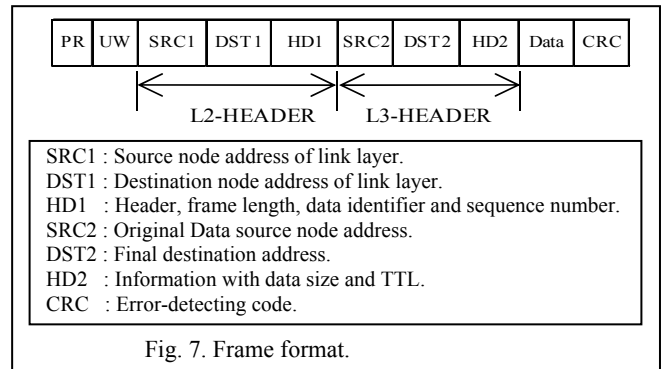 PR UW SRC1 DST1 HD1 SRC2 DST2 HD2 Data CRC
L2-HEADER L3-HEADER
SRC1 : Source node address of link layer.
DST1 : Destination node address of link layer.
HD1 : Header, frame length, data identifier and sequence number.
SRC2 : Original Data source node address.
DST2 : Final destination address.
HD2 : Information with data size and TTL.
CRC : Error-detecting code.
Fig. 7. Frame format.